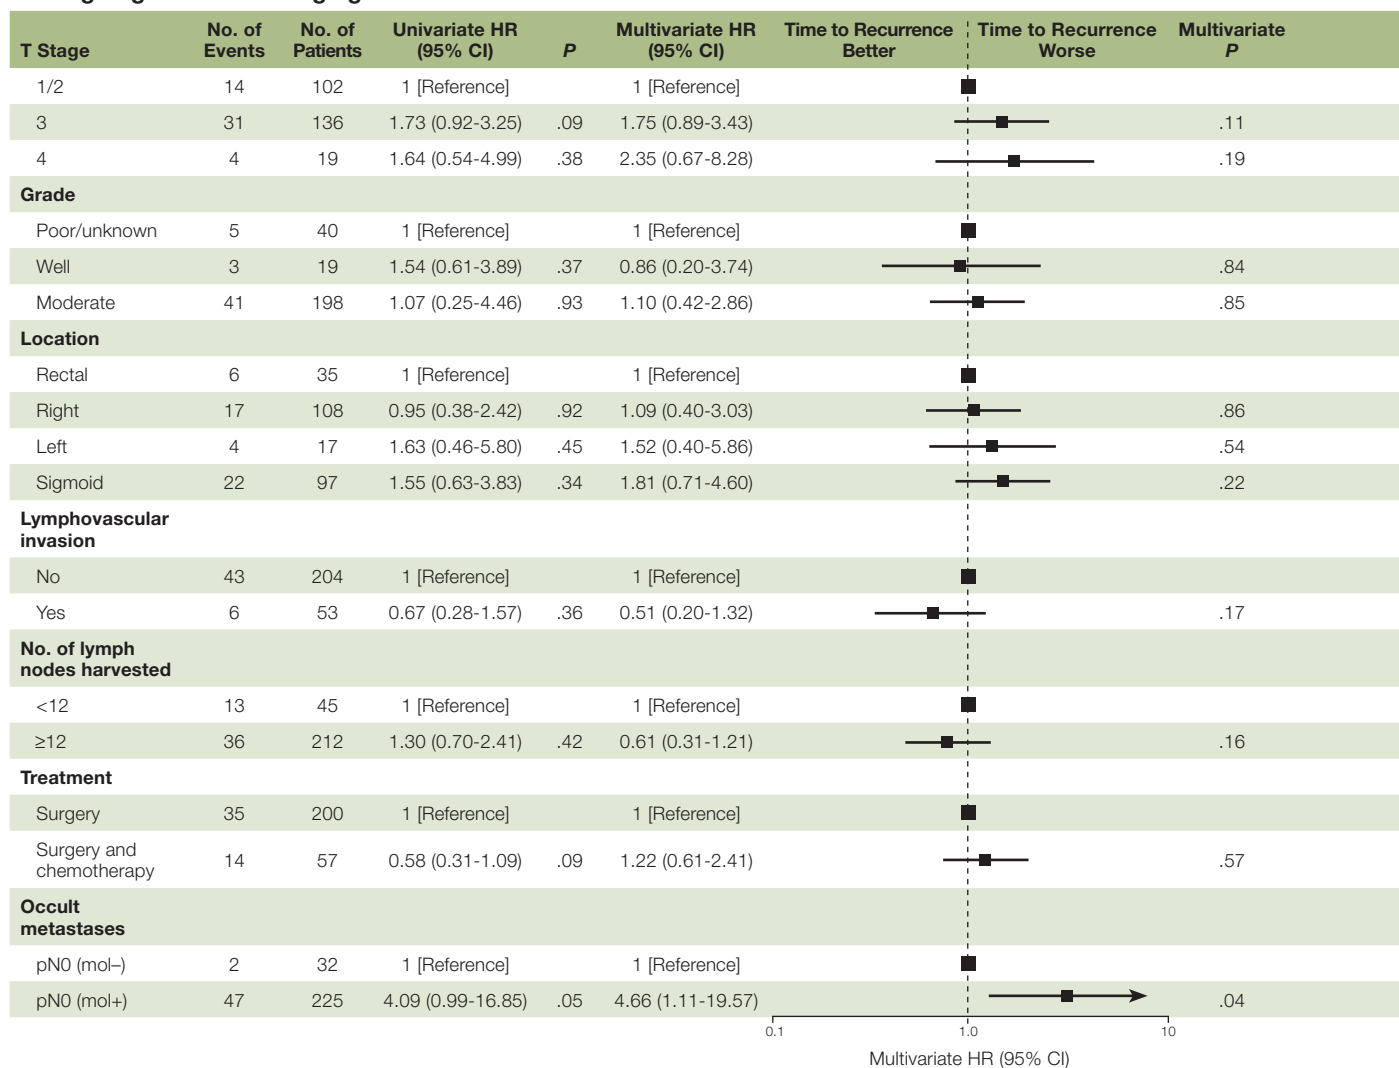 T Stage No. of Events No. of Patients Univariate HR (95% CI) P Multivariate HR (95% CI) Time to Recurrence Better Time to Recurrence Worse Multivariate P
1/2 14 102 1 [Reference] 1 [Reference]
3 31 136 1.73 (0.92-3.25) .09 1.75 (0.89-3.43) .11
4 4 19 1.64 (0.54-4.99) .38 2.35 (0.67-8.28) .19
Grade
Poor/unknown 5 40 1 [Reference] 1 [Reference]
Well 3 19 1.54 (0.61-3.89) .37 0.86 (0.20-3.74) .84
Moderate 41 198 1.07 (0.25-4.46) .93 1.10 (0.42-2.86) .85
Location
Rectal 6 35 1 [Reference] 1 [Reference]
Right 17 108 0.95 (0.38-2.42) .92 1.09 (0.40-3.03) .86
Left 4 17 1.63 (0.46-5.80) .45 1.52 (0.40-5.86) .54
Sigmoid 22 97 1.55 (0.63-3.83) .34 1.81 (0.71-4.60) .22
Lymphovascular
invasion
No 43 204 1 [Reference] 1 [Reference]
Yes 6 53 0.67 (0.28-1.57) .36 0.51 (0.20-1.32) .17
No. of lymph
nodes harvested
<12 13 45 1 [Reference] 1 [Reference]
≥12 36 212 1.30 (0.70-2.41) .42 0.61 (0.31-1.21) .16
Treatment
Surgery 35 200 1 [Reference] 1 [Reference]
Surgery and
chemotherapy 14 57 0.58 (0.31-1.09) .09 1.22 (0.61-2.41) .57
Occult
metastases
pN0 (mol–) 2 32 1 [Reference] 1 [Reference]
pN0 (mol+) 47 225 4.09 (0.99-16.85) .05 4.66 (1.11-19.57) .04
0.1 1.0 10
Multivariate HR (95% CI)